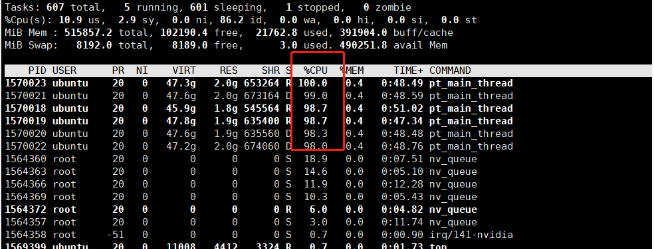 Tasks: 607 total,   5 running, 601 sleeping,   1 stopped,   0 zombie
%Cpu(s): 10.9 us,  2.9 sy,  0.0 ni, 86.2 id,  0.0 wa,  0.0 hi,  0.0 si,  0.0 st
MiB Mem : 515857.2 total, 102190.4 free,  21762.8 used, 391904.0 buff/cache
MiB Swap:   8192.0 total,   8189.0 free,      3.0 used. 490251.8 avail Mem
PID USER      PR  NI    VIRT    RES    SHR S  %CPU  %MEM     TIME+ COMMAND
1570023 ubuntu    20   0   47.3g   2.0g 653264 R 100.0   0.4   0:48.49 pt_main_thread
1570021 ubuntu    20   0   47.6g   2.0g 673164 D  99.0   0.4   0:48.54 pt_main_thread
1570018 ubuntu    20   0   45.9g   1.8g 545564 R  98.7   0.4   0:51.02 pt_main_thread
1570019 ubuntu    20   0   47.8g   1.9g 635400 R  98.7   0.4   0:47.34 pt_main_thread
1570020 ubuntu    20   0   47.6g   1.9g 635560 D  98.3   0.4   0:48.48 pt_main_thread
1570022 ubuntu    20   0   47.2g   2.0g 674060 D  98.0   0.4   0:48.76 pt_main_thread
1564360 root      20   0       0      0      0 S  18.9   0.0   0:07.51 nv_queue
1564363 root      20   0       0      0      0 S  14.6   0.0   0:05.10 nv_queue
1564366 root      20   0       0      0      0 S  11.9   0.0   0:12.28 nv_queue
1564369 root      20   0       0      0      0 S  10.3   0.0   0:05.43 nv_queue
1564372 root      20   0       0      0      0 R   6.0   0.0   0:04.82 nv_queue
1564357 root      20   0       0      0      0 S   3.0   0.0   0:11.74 nv_queue
1564358 root     -51   0       0      0      0 S   0.7   0.0   0:00.90 irq/141-nvidia
1569399 ubuntu    20   0   11008   4412   3324 R   0.7   0.0   0:01.73 top